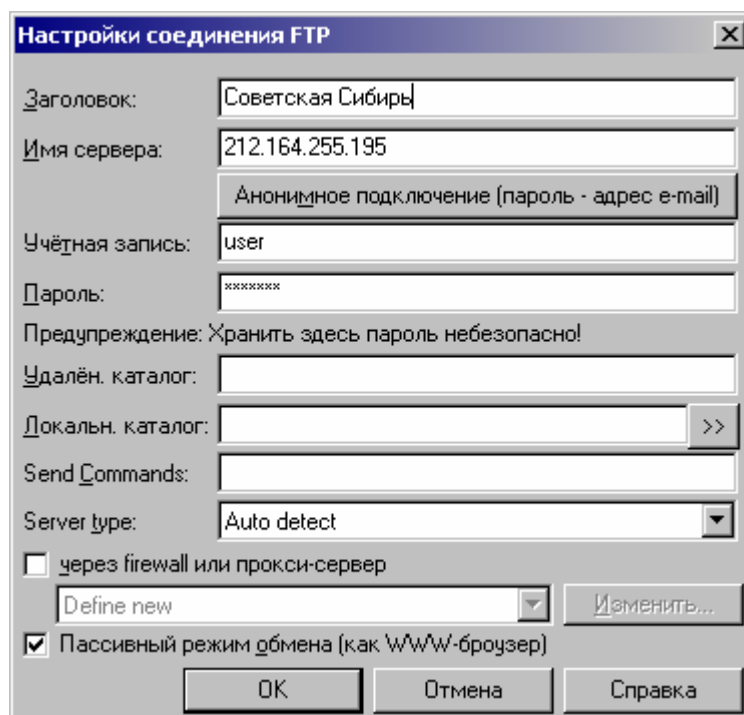 Настройки соединения FTP
Заголовок: Советская Сибирь
Имя сервера: 212.164.255.195
Анонимное подключение (пароль - адрес e-mail)
Учётная запись: user
Пароль: *******
Предупреждение: Хранить здесь пароль небезопасно!
Удалён. каталог:
Локальн. каталог: >>
Send Commands:
Server type: Auto detect
через firewall или прокси-сервер
Define new Изменить...
Пассивный режим обмена (как WWW-броузер)
OK Отмена Справка